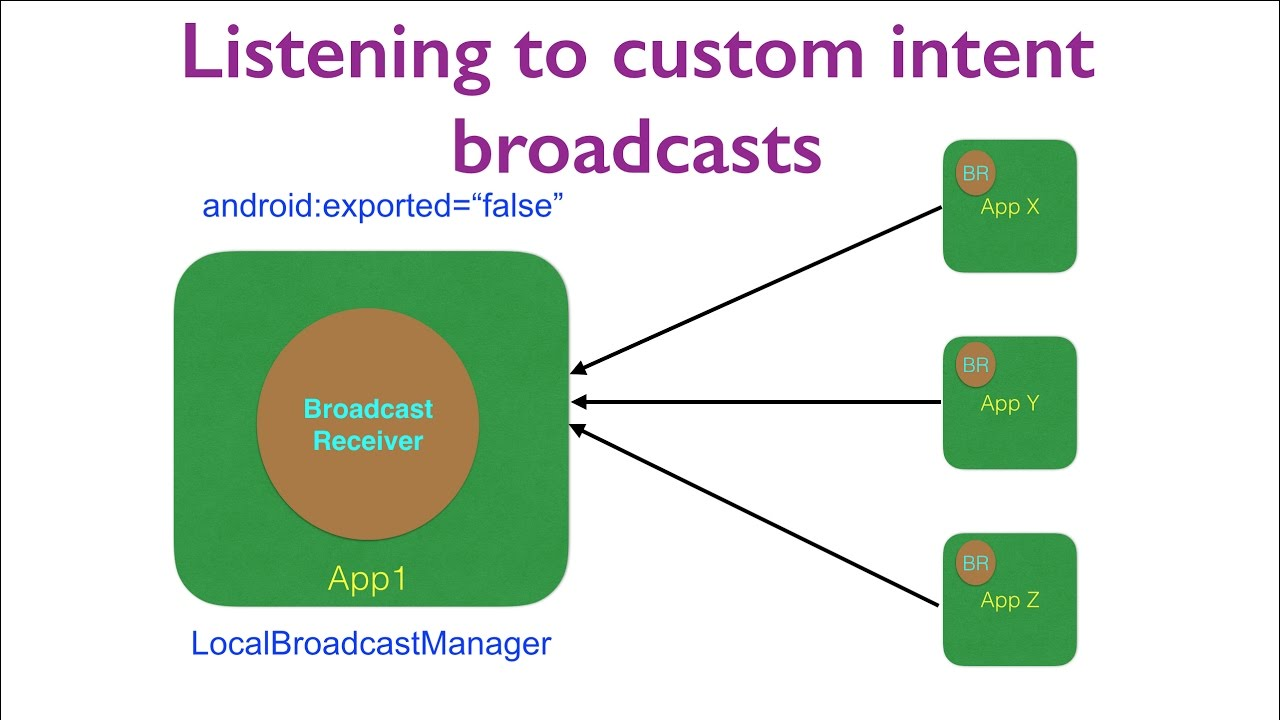 Listening to custom intent
broadcasts
android:exported=“false”
Broadcast
Receiver
App1
LocalBroadcastManager
BR
App X
BR
App Y
BR
App Z